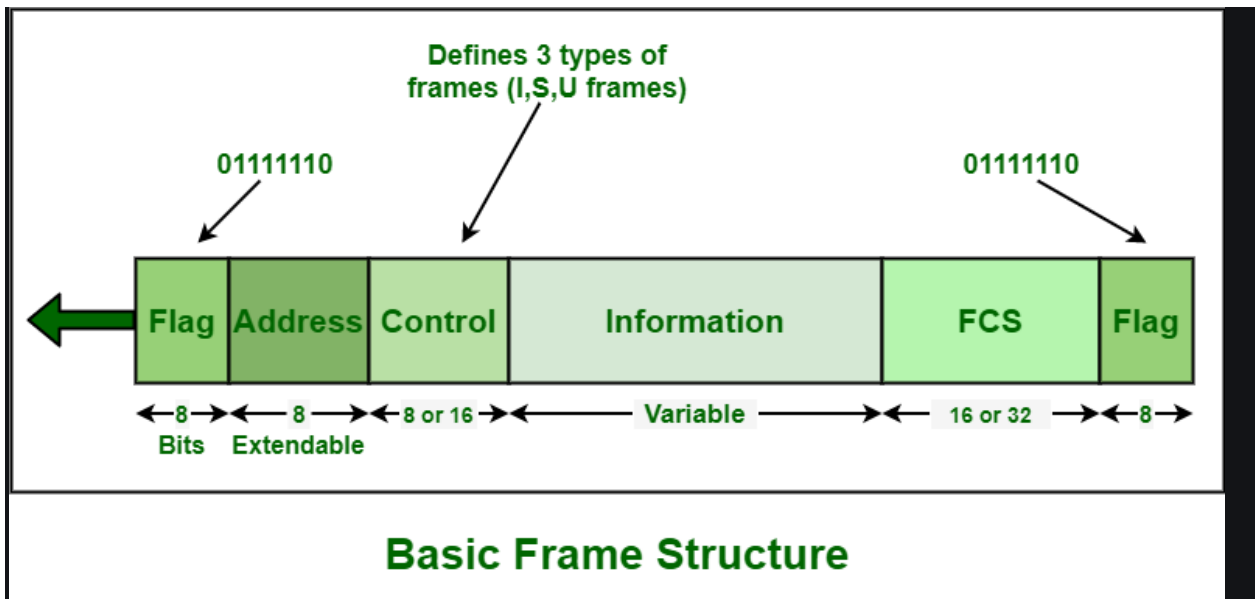 Defines 3 types of
frames (I,S,U frames)
01111110
01111110
Flag
Address
Control
Information
FCS
Flag
8
8
8 or 16
Variable
16 or 32
8
Bits
Extendable
Basic Frame Structure